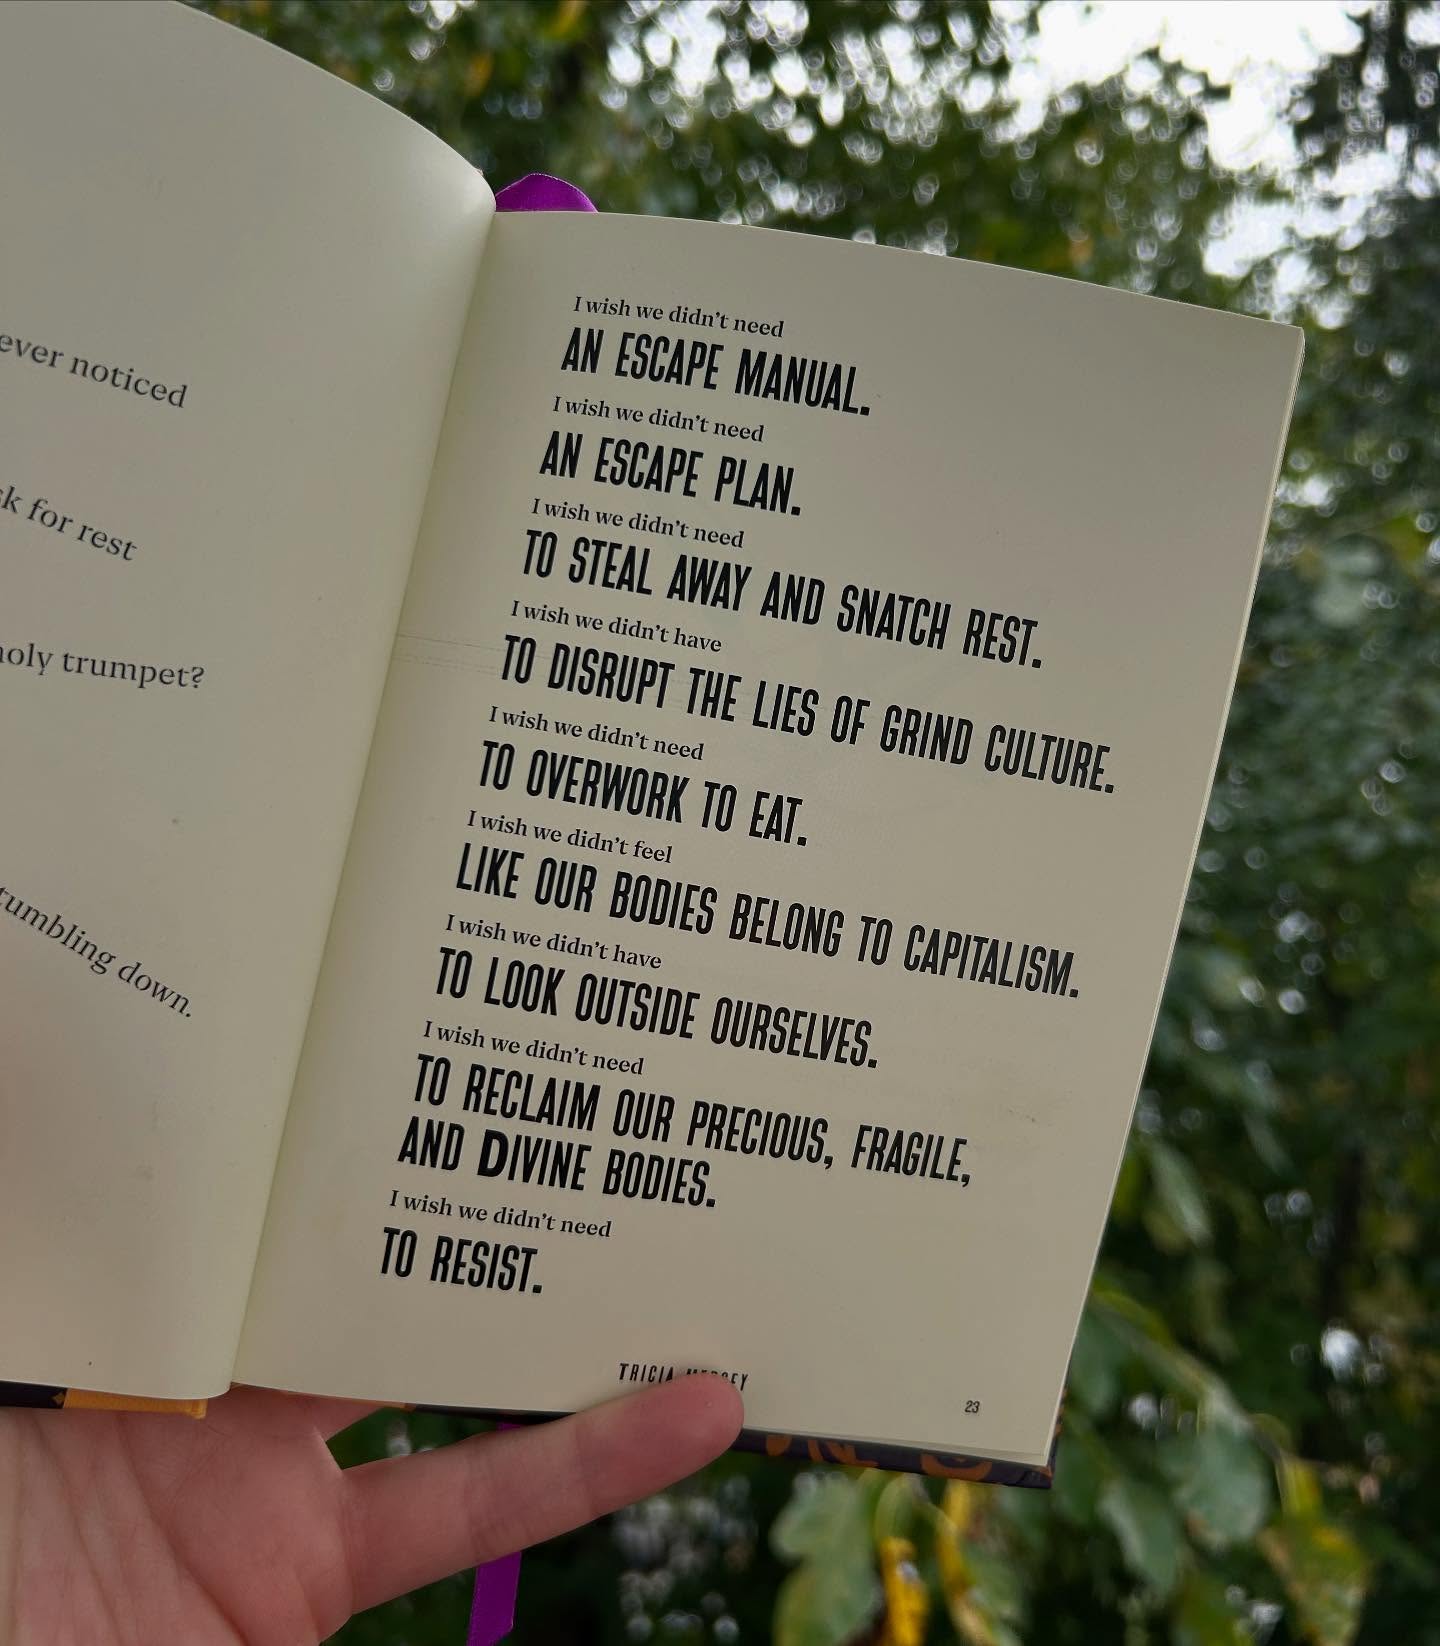 ever noticed
for rest
holy trumpet?
tumbling down.
I wish we didn't need
AN ESCAPE MANUAL.
I wish we didn't need
AN ESCAPE PLAN.
I wish we didn't need
TO STEAL AWAY AND SNATCH REST.
I wish we didn't have
TO DISRUPT THE LIES OF GRIND CULTURE.
I wish we didn't need
TO OVERWORK TO EAT.
I wish we didn't feel
LIKE OUR BODIES BELONG TO CAPITALISM.
I wish we didn't have
TO LOOK OUTSIDE OURSELVES.
I wish we didn't need
TO RECLAIM OUR PRECIOUS, FRAGILE,
AND DIVINE BODIES.
I wish we didn't need
TO RESIST.
TRICIA
23